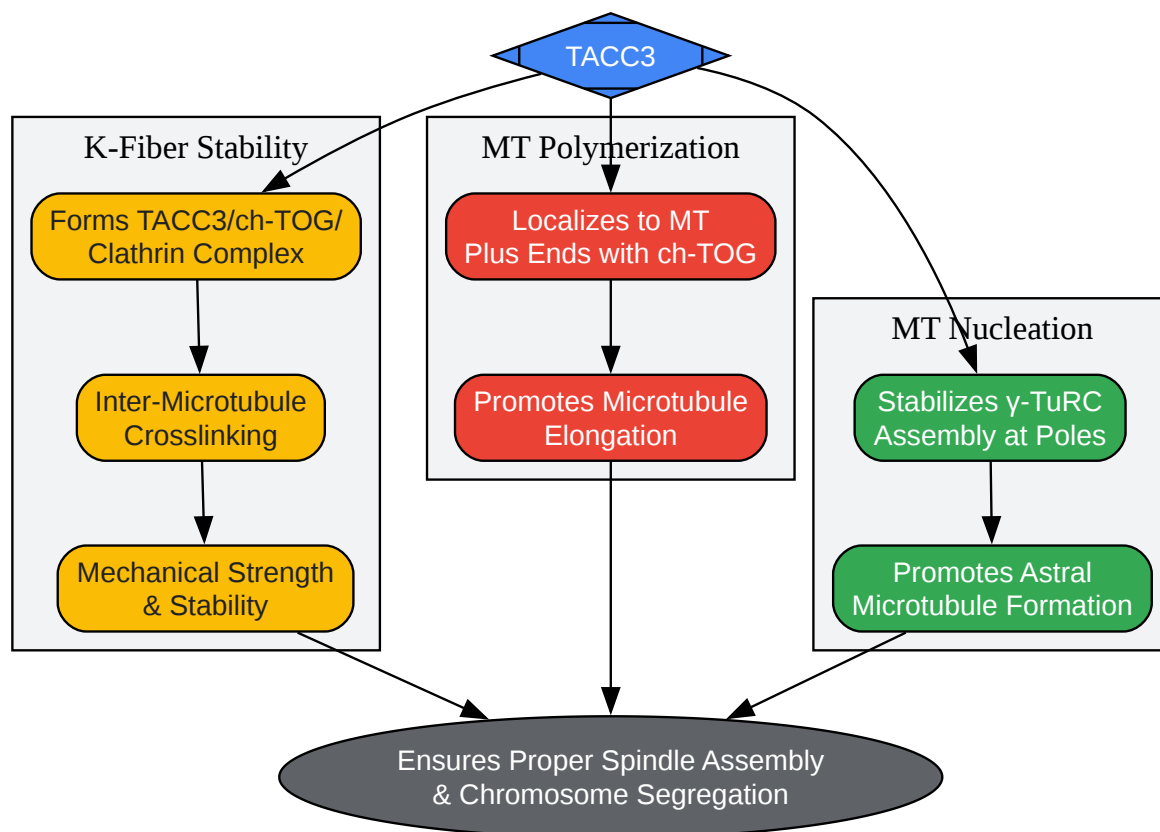 TACC3
K-Fiber Stability
Forms TACC3/ch-TOG/
Clathrin Complex
Inter-Microtubule
Crosslinking
Mechanical Strength
& Stability
MT Polymerization
Localizes to MT
Plus Ends with ch-TOG
Promotes Microtubule
Elongation
MT Nucleation
Stabilizes γ-TuRC
Assembly at Poles
Promotes Astral
Microtubule Formation
Ensures Proper Spindle Assembly
& Chromosome Segregation